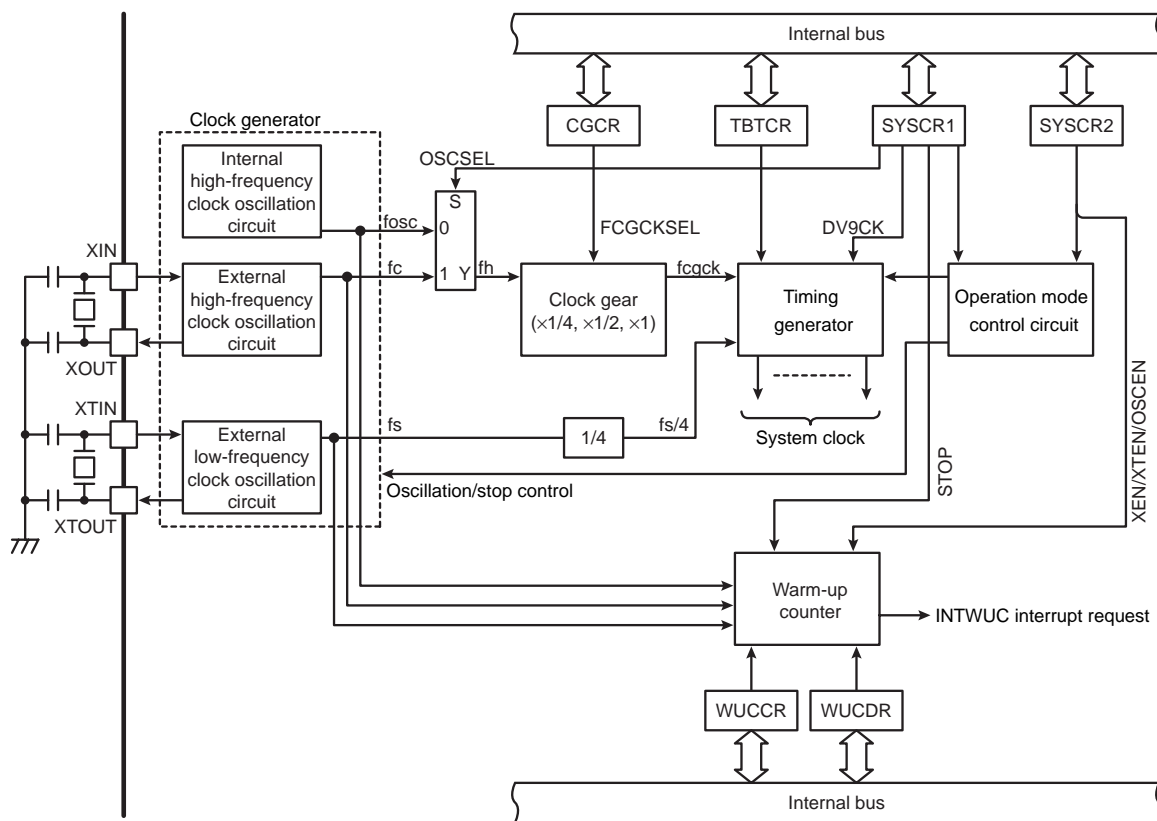 Internal bus
CGCR
TBTCR
SYSCR1
SYSCR2
Clock generator
OSCSEL
Internal
high-frequency
clock oscillation
circuit
S
fosc
0
FCGCKSEL
DV9CK
XIN
External
high-frequency
clock oscillation
circuit
fc
1 Y
fh
Clock gear
(×1/4, ×1/2, ×1)
fcgck
Timing
generator
Operation mode
control circuit
XOUT
XTIN
External
low-frequency
clock oscillation
circuit
fs
1/4
fs/4
System clock
XTOUT
Oscillation/stop control
STOP
XEN/XTEN/OSCEN
Warm-up
counter
INTWUC interrupt request
WUCCR
WUCDR
Internal bus